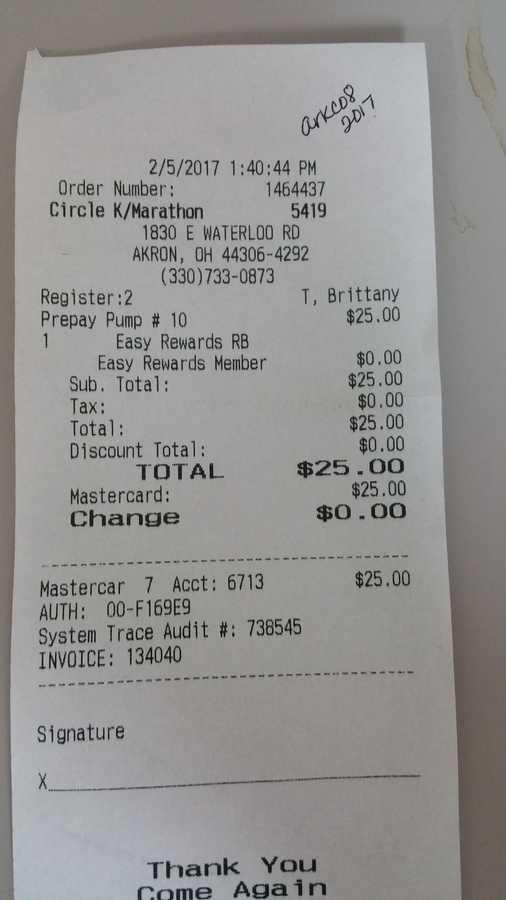 arkco8
2017
2/5/2017 1:40:44 PM
Order Number: 1464437
Circle K/Marathon 5419
1830 E WATERLOO RD
AKRON, OH 44306-4292
(330)733-0873
Register:2 T, Brittany
Prepay Pump # 10 $25.00
1 Easy Rewards RB
Easy Rewards Member $0.00
Sub. Total: $25.00
Tax: $0.00
Total: $25.00
Discount Total: $0.00
TOTAL $25.00
Mastercard: $25.00
Change $0.00
Mastercar 7 Acct: 6713 $25.00
AUTH: 00-F169E9
System Trace Audit #: 738545
INVOICE: 134040
Signature
X
Thank You
Come Again